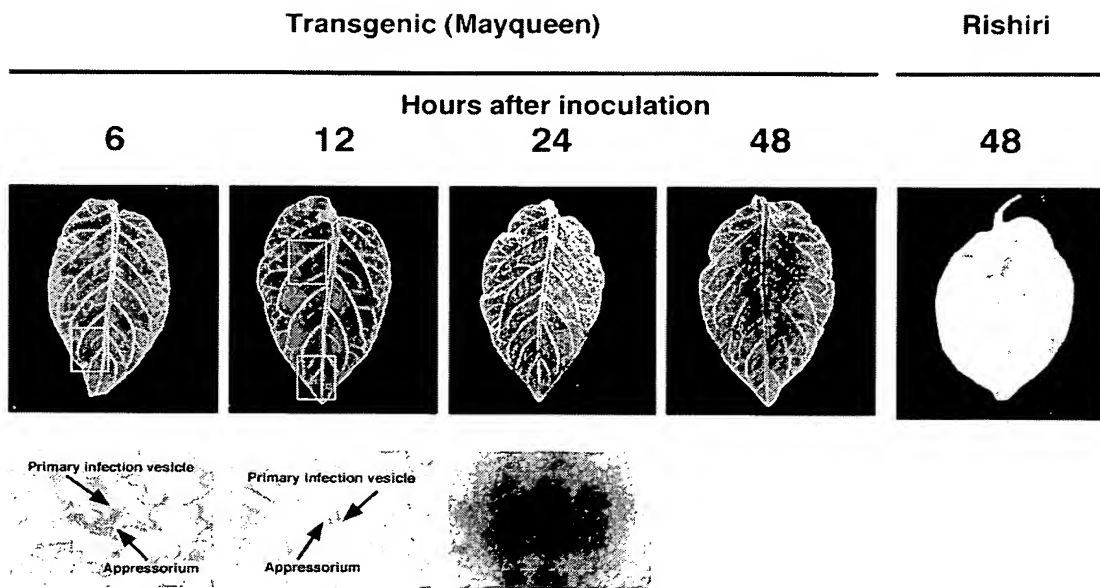 Transgenic (Mayqueen) Rishiri
Hours after inoculation
6 12 24 48 48
Primary infection vesicle
Primary infection vesicle
Appressorium
Appressorium